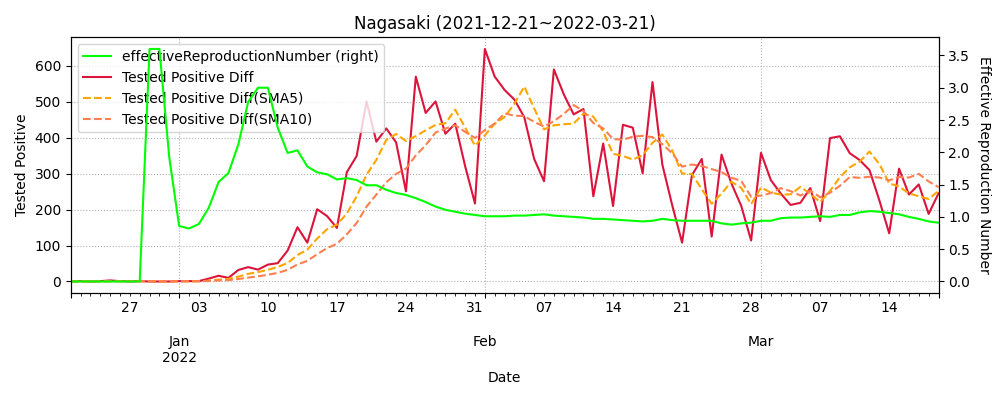 Nagasaki (2021-12-21~2022-03-21)
effectiveReproductionNumber (right)
Tested Positive Diff
Tested Positive Diff(SMA5)
Tested Positive Diff(SMA10)
Tested Positive
600
500
400
300
200
100
0
3.5
3.0
2.5
2.0
1.5
1.0
0.5
0.0
Effective Reproduction Number
27 03 10 17 24 31 07 14 21 28 07 14
Jan Feb Mar
2022
Date